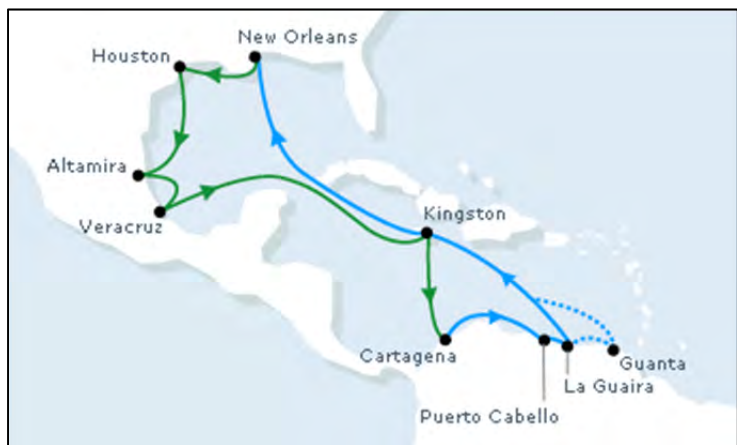 New Orleans
Houston
Altamira
Veracruz
Kingston
Cartagena
Guanta
La Guaira
Puerto Cabello